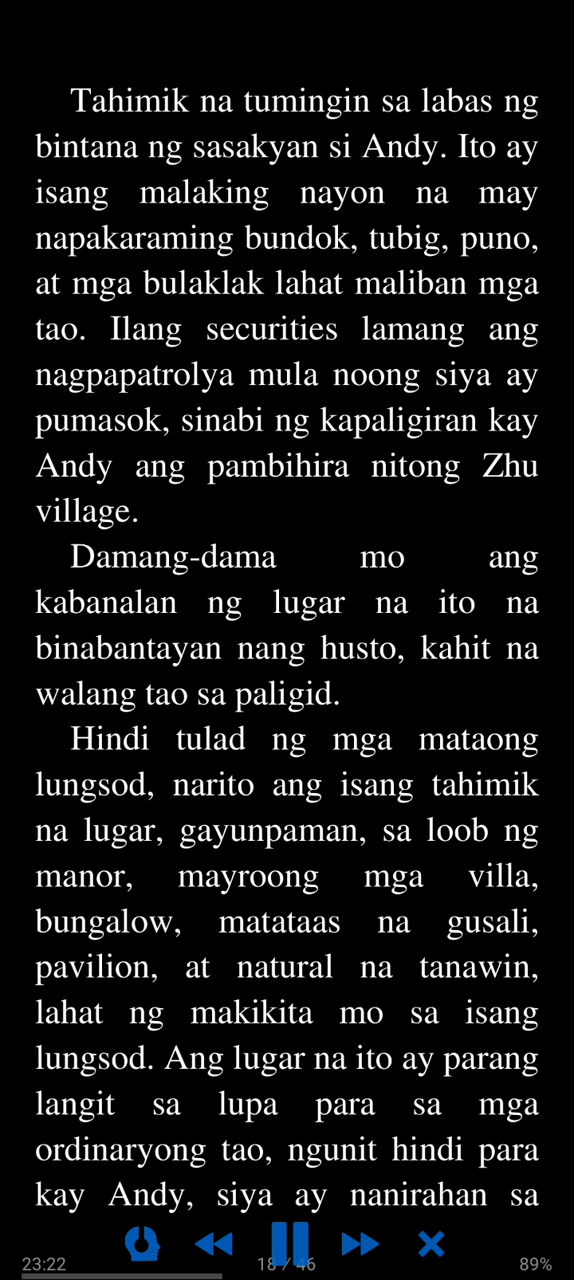 Tahimik na tumingin sa labas ng
bintana ng sasakyan si Andy. Ito ay
isang malaking nayon na may
napakaraming bundok, tubig, puno,
at mga bulaklak lahat maliban mga
tao. Ilang securities lamang ang
nagpapatrolya mula noong siya ay
pumasok, sinabi ng kapaligiran kay
Andy ang pambihira nitong Zhu
village.
Damang-dama mo ang
kabanalan ng lugar na ito na
binabantayan nang husto, kahit na
walang tao sa paligid.
Hindi tulad ng mga mataong
lungsod, narito ang isang tahimik
na lugar, gayunpaman, sa loob ng
manor, mayroong mga villa,
bungalow, matataas na gusali,
pavilion, at natural na tanawin,
lahat ng makikita mo sa isang
lungsod. Ang lugar na ito ay parang
langit sa lupa para sa mga
ordinaryong tao, ngunit hindi para
kay Andy, siya ay nanirahan sa
23:22 18 / 46 89%